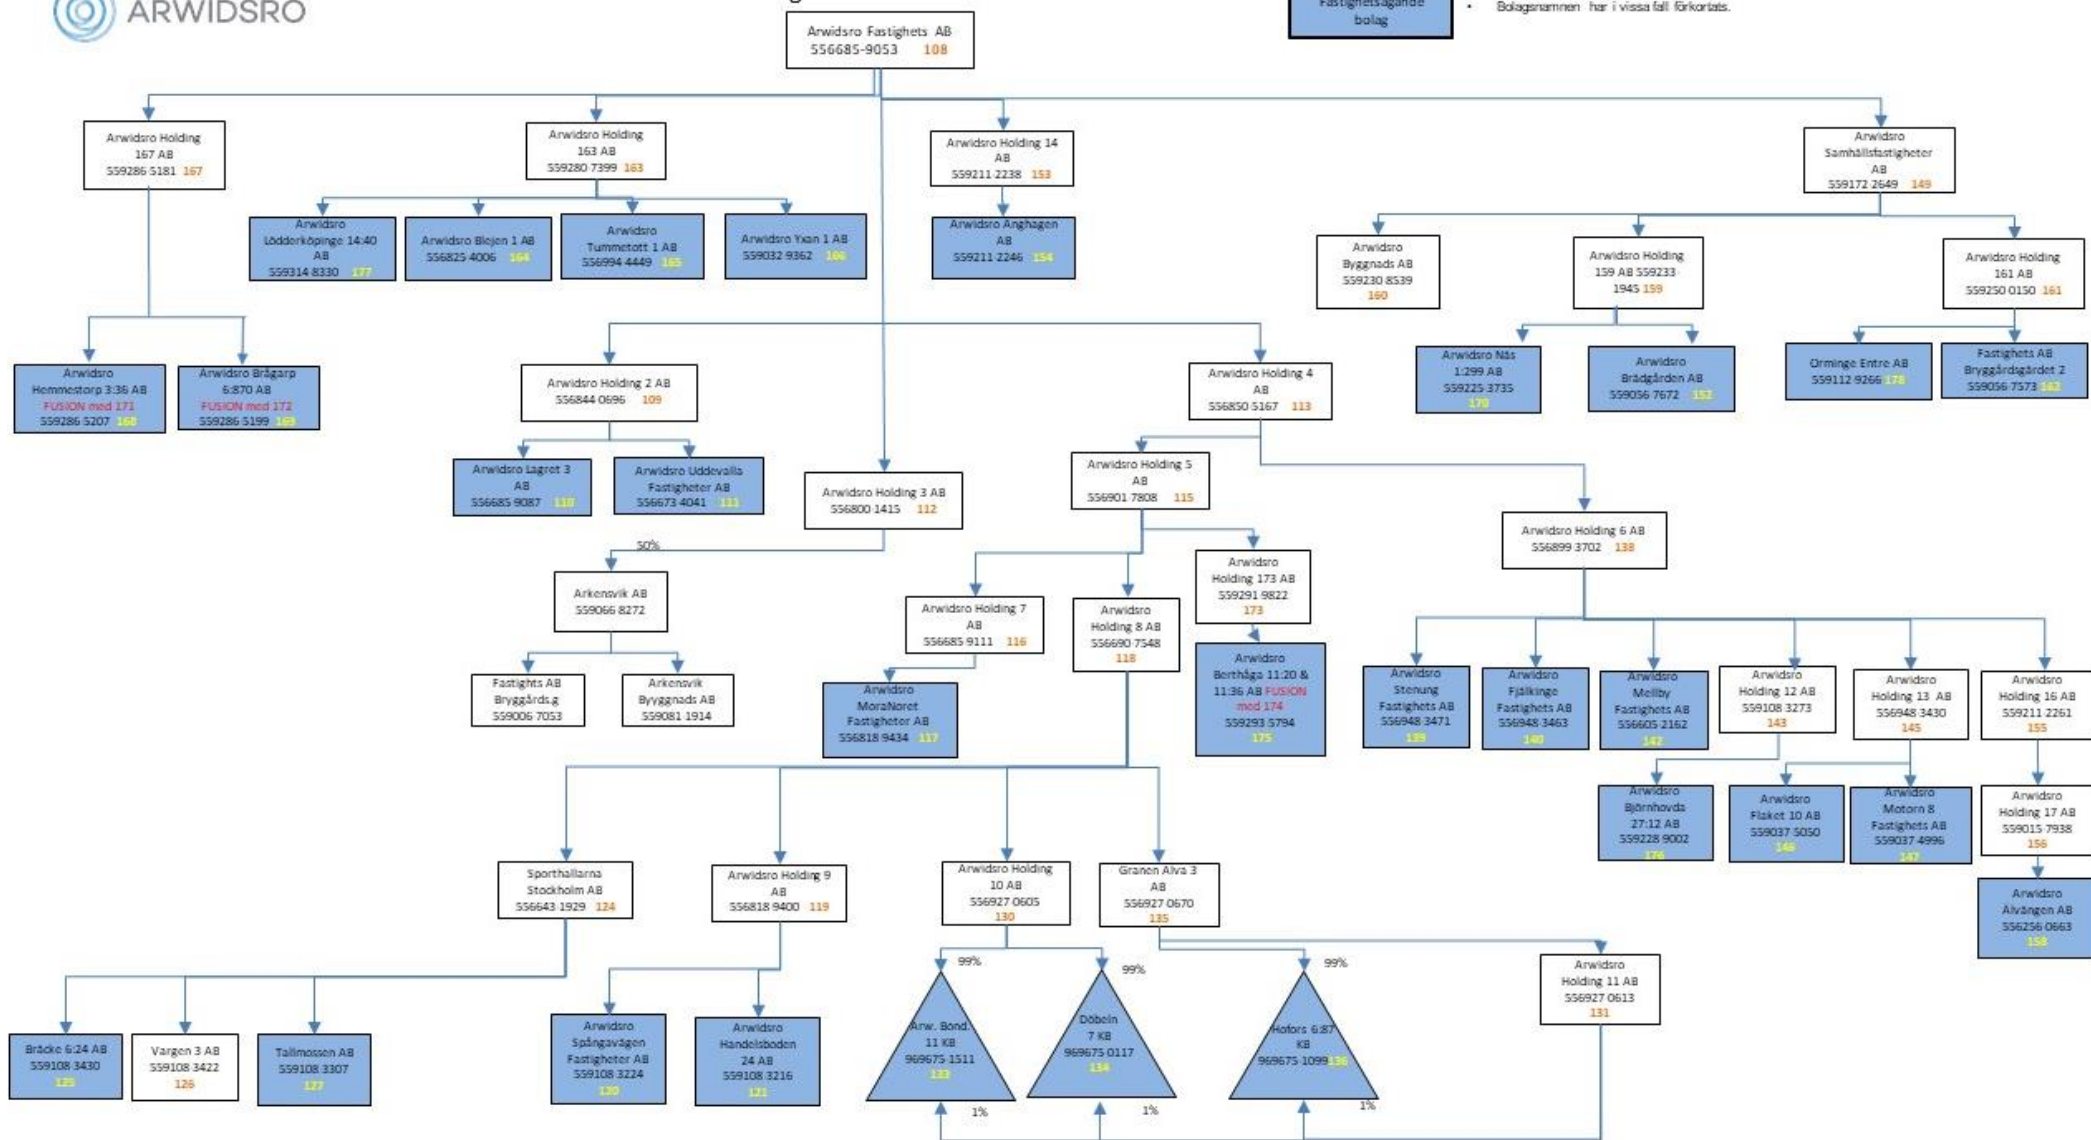 ARWIDSRO
Fastighetsägande
bolag
• Bolagsnamnen har i vissa fall förkortats.
Arwidsro Fastighets AB
556685-9053 108
Arwidsro Holding
167 AB
559286 5181 167
Arwidsro Holding
163 AB
559280 7399 163
Arwidsro Holding 14
AB
559211 2238 153
Arwidsro
Samhällsfastigheter
AB
559172 2649 149
Arwidsro
Lödderköpinge 14:40
AB
559314 8330 177
Arwidsro Blejen 1 AB
556825 4006 164
Arwidsro
Tummetott 1 AB
556994 4449 165
Arwidsro Yxan 1 AB
559032 9362 166
Arwidsro Anghagen
AB
559211 2246 154
Arwidsro
Byggnads AB
559230 8539
160
Arwidsro Holding
159 AB 559233
1945 159
Arwidsro Holding
161 AB
559250 0150 161
Arwidsro
Hemmestorp 3:36 AB
FUSION med 171
559286 5207 168
Arwidsro Brågarp
6:870 AB
FUSION med 172
559286 5199 169
Arwidsro Holding 2 AB
556844 0696 109
Arwidsro Holding 4
AB
556850 5167 113
Arwidsro Näs
1:299 AB
559225 3735
170
Arwidsro
Brädgården AB
559056 7672 152
Orminge Entre AB
559112 9266 178
Fastighets AB
Bryggårdsgärdet 2
559056 7573 162
Arwidsro Lagret 3
AB
556685 9087 110
Arwidsro Uddevalla
Fastigheter AB
556673 4041 111
Arwidsro Holding 3 AB
556800 1415 112
Arwidsro Holding 5
AB
556901 7808 115
Arwidsro Holding 6 AB
556899 3702 138
50%
Arkensvik AB
559066 8272
Arwidsro Holding 7
AB
556685 9111 116
Arwidsro
Holding 8 AB
556690 7548
118
Arwidsro
Holding 173 AB
559291 9822
173
Fastights AB
Bryggårds.g
559006 7053
Arkensvik
Byyggnads AB
559081 1914
Arwidsro
MoraNoret
Fastigheter AB
556818 9434 117
Arwidsro
Berthåga 11:20 &
11:36 AB FUSION
med 174
559293 5794
175
Arwidsro
Stenung
Fastighets AB
556948 3471
139
Arwidsro
Fjälkinge
Fastighets AB
556948 3463
140
Arwidsro
Mellby
Fastighets AB
556605 2162
142
Arwidsro
Holding 12 AB
559108 3273
143
Arwidsro
Holding 13 AB
556948 3430
145
Arwidsro
Holding 16 AB
559211 2261
155
Arwidsro
Björnhovda
27:12 AB
559228 9002
176
Arwidsro
Flaket 10 AB
559037 5050
146
Arwidsro
Motorn 8
Fastighets AB
559037 4996
147
Arwidsro
Holding 17 AB
559015 7938
156
Arwidsro
Älvängen AB
556256 0663
158
Sporthallarna
Stockholm AB
556643 1929 124
Arwidsro Holding 9
AB
556818 9400 119
Arwidsro Holding
10 AB
556927 0605
130
Granen Alva 3
AB
556927 0670
135
Arwidsro
Holding 11 AB
556927 0613
131
99%
99%
99%
Bräcke 6:24 AB
559108 3430
125
Vargen 3 AB
559108 3422
126
Tallmossen AB
559108 3307
127
Arwidsro
Spångavägen
Fastigheter AB
559108 3224
120
Arwidsro
Handelsboden
24 AB
559108 3216
121
Arw. Bond.
11 KB
969675 1511
Döbeln
7 KB
969675 0117
134
Hofors 6:87
KB
969675 1099 136
1%
1%
1%